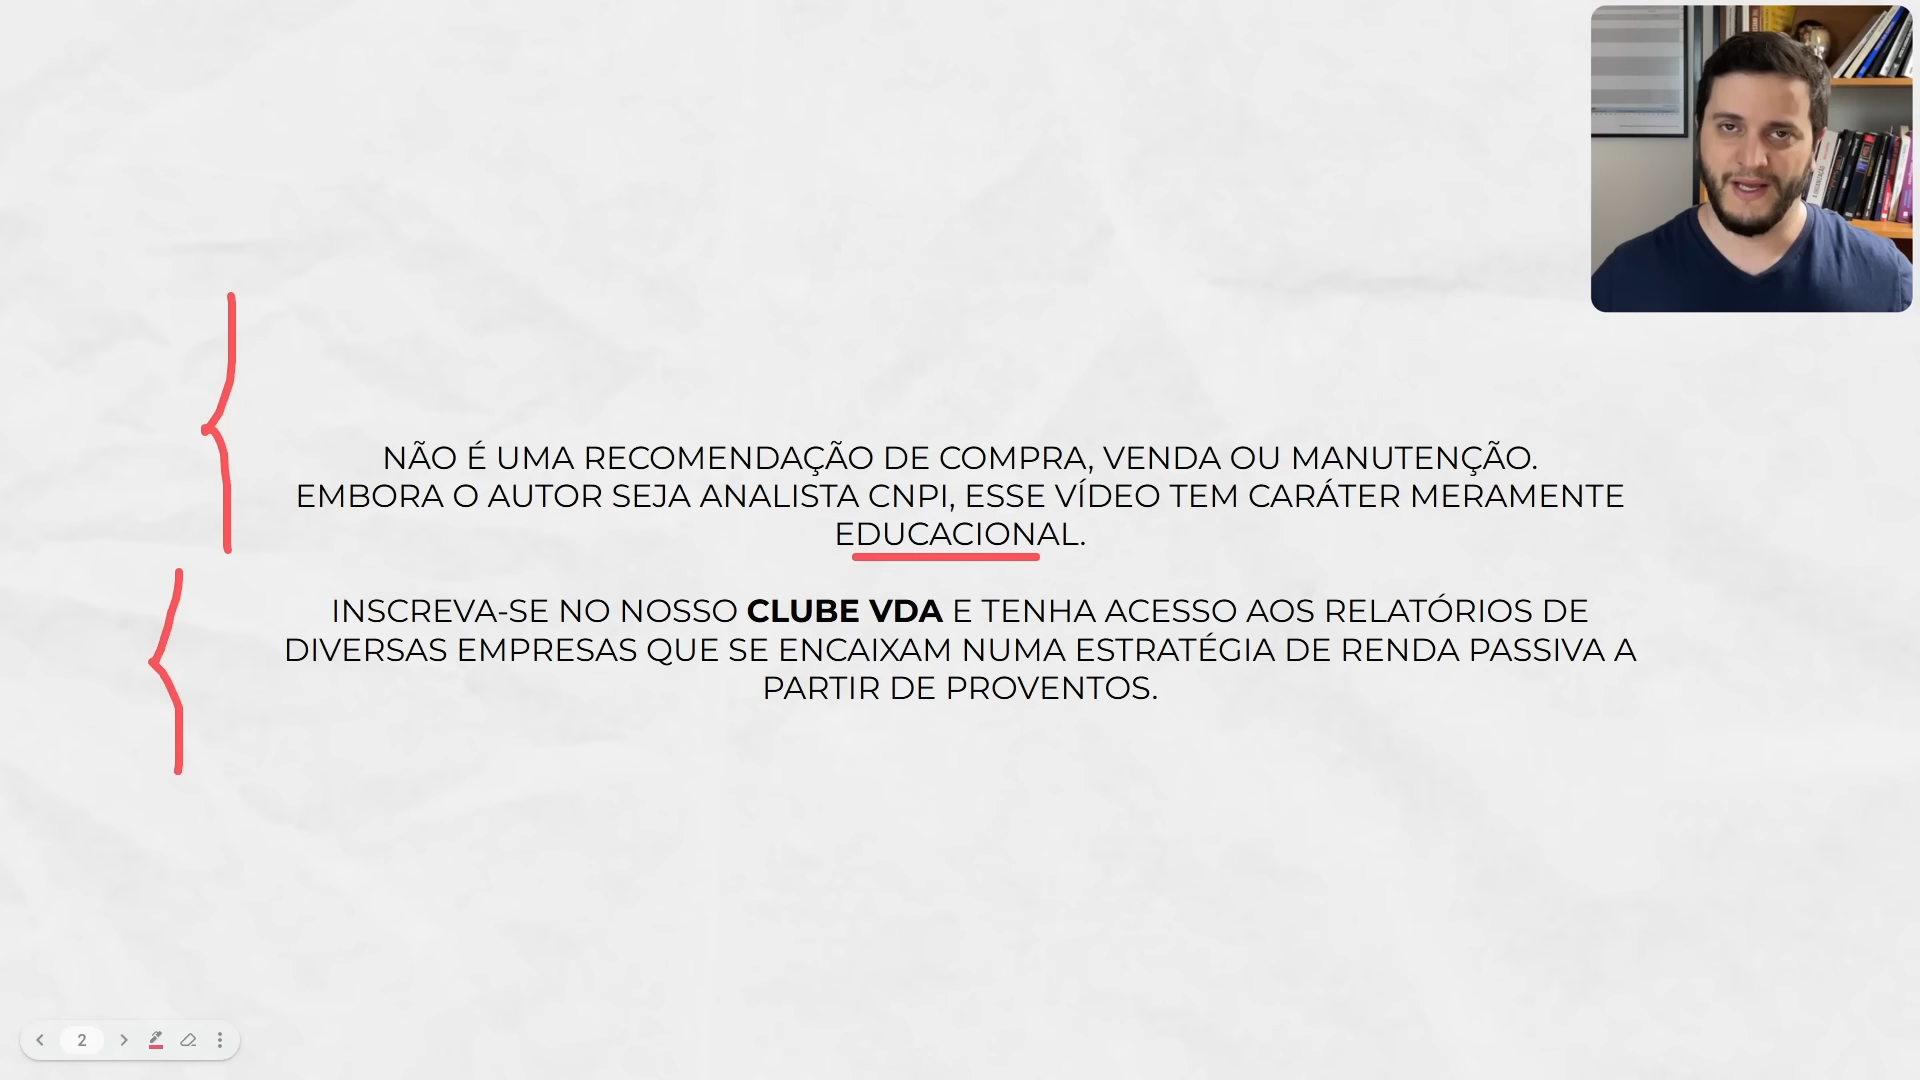 NÃO É UMA RECOMENDAÇÃO DE COMPRA, VENDA OU MANUTENÇÃO.
EMBORA O AUTOR SEJA ANALISTA CNPI, ESSE VÍDEO TEM CARÁTER MERAMENTE
EDUCACIONAL.
INSCREVA-SE NO NOSSO CLUBE VDA E TENHA ACESSO AOS RELATÓRIOS DE
DIVERSAS EMPRESAS QUE SE ENCAIXAM NUMA ESTRATÉGIA DE RENDA PASSIVA A
PARTIR DE PROVENTOS.
2